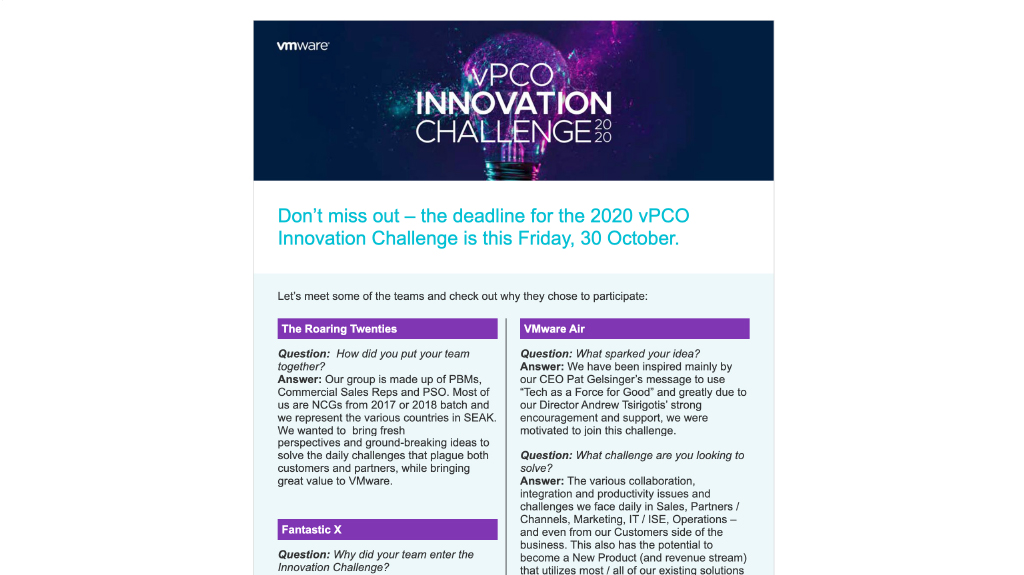 vmware
vPCO
INNOVATION
CHALLENGE 20
20
Don’t miss out – the deadline for the 2020 vPCO
Innovation Challenge is this Friday, 30 October.
Let’s meet some of the teams and check out why they chose to participate:
The Roaring Twenties
Question:  How did you put your team
together?
Answer: Our group is made up of PBMs,
Commercial Sales Reps and PSO. Most of
us are NCGs from 2017 or 2018 batch and
we represent the various countries in SEAK.
We wanted to  bring fresh
perspectives and ground-breaking ideas to
solve the daily challenges that plague both
customers and partners, while bringing
great value to VMware.
Fantastic X
Question: Why did your team enter the
Innovation Challenge?
VMware Air
Question: What sparked your idea?
Answer: We have been inspired mainly by
our CEO Pat Gelsinger’s message to use
“Tech as a Force for Good” and greatly due to
our Director Andrew Tsirigotis’ strong
encouragement and support, we were
motivated to join this challenge.
Question: What challenge are you looking to
solve?
Answer: The various collaboration,
integration and productivity issues and
challenges we face daily in Sales, Partners /
Channels, Marketing, IT / ISE, Operations –
and even from our Customers side of the
business. This also has the potential to
become a New Product (and revenue stream)
that utilizes most / all of our existing solutions